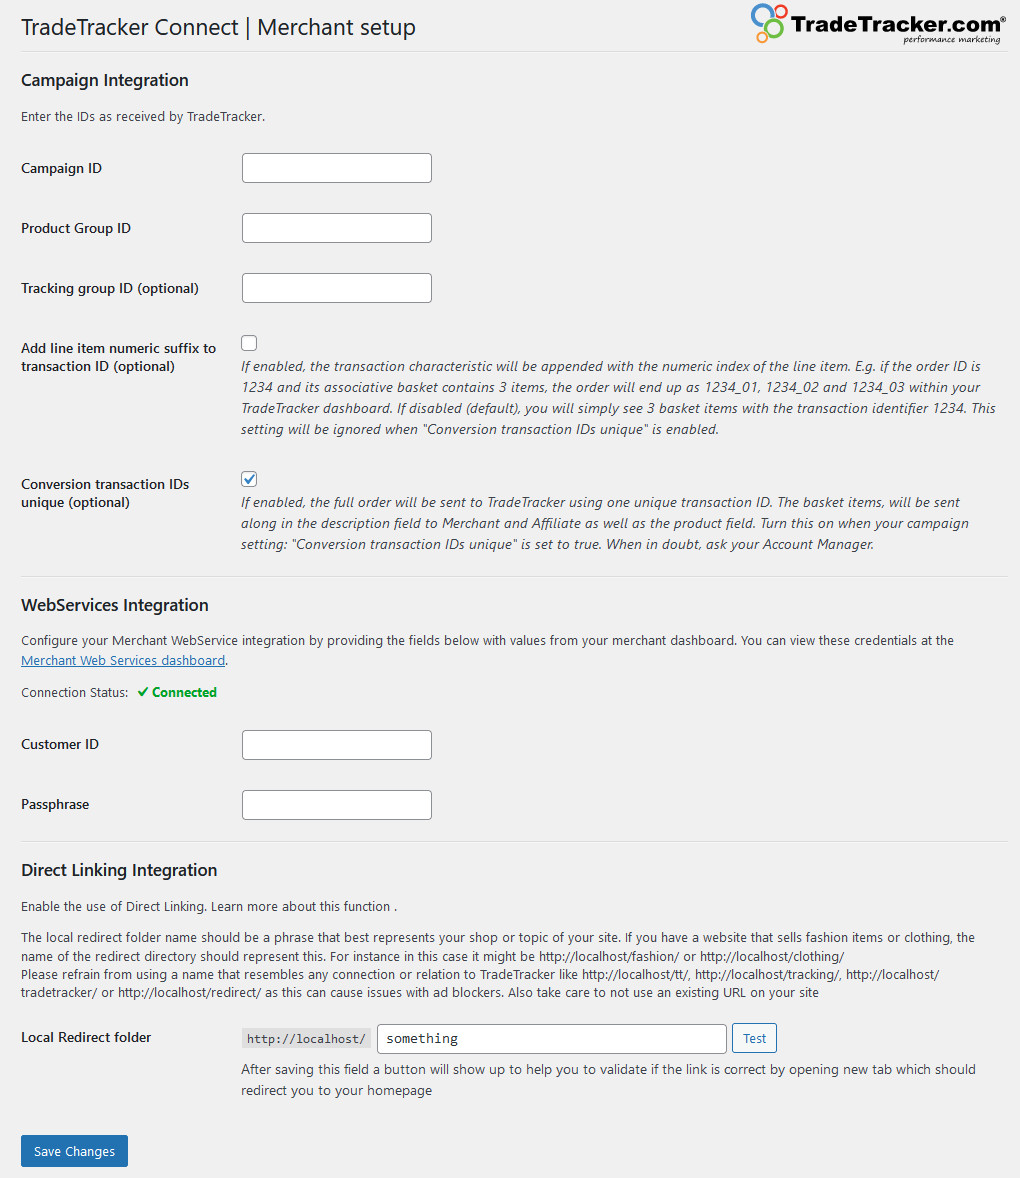 TradeTracker Connect | Merchant setup
TradeTracker.com®
performance marketing
Campaign Integration
Enter the IDs as received by TradeTracker.
Campaign ID
Product Group ID
Tracking group ID (optional)
Add line item numeric suffix to
transaction ID (optional)
If enabled, the transaction characteristic will be appended with the numeric index of the line item. E.g. if the order ID is
1234 and its associative basket contains 3 items, the order will end up as 1234_01, 1234_02 and 1234_03 within your
TradeTracker dashboard. If disabled (default), you will simply see 3 basket items with the transaction identifier 1234. This
setting will be ignored when "Conversion transaction IDs unique" is enabled.
Conversion transaction IDs
unique (optional)
If enabled, the full order will be sent to TradeTracker using one unique transaction ID. The basket items, will be sent
along in the description field to Merchant and Affiliate as well as the product field. Turn this on when your campaign
setting: "Conversion transaction IDs unique" is set to true. When in doubt, ask your Account Manager.
WebServices Integration
Configure your Merchant WebService integration by providing the fields below with values from your merchant dashboard. You can view these credentials at the
Merchant Web Services dashboard.
Connection Status: ✔ Connected
Customer ID
Passphrase
Direct Linking Integration
Enable the use of Direct Linking. Learn more about this function .
The local redirect folder name should be a phrase that best represents your shop or topic of your site. If you have a website that sells fashion items or clothing, the
name of the redirect directory should represent this. For instance in this case it might be http://localhost/fashion/ or http://localhost/clothing/
Please refrain from using a name that resembles any connection or relation to TradeTracker like http://localhost/tt/, http://localhost/tracking/, http://localhost/
tradetracker/ or http://localhost/redirect/ as this can cause issues with ad blockers. Also take care to not use an existing URL on your site
Local Redirect folder
http://localhost/ something Test
After saving this field a button will show up to help you to validate if the link is correct by opening new tab which should
redirect you to your homepage
Save Changes